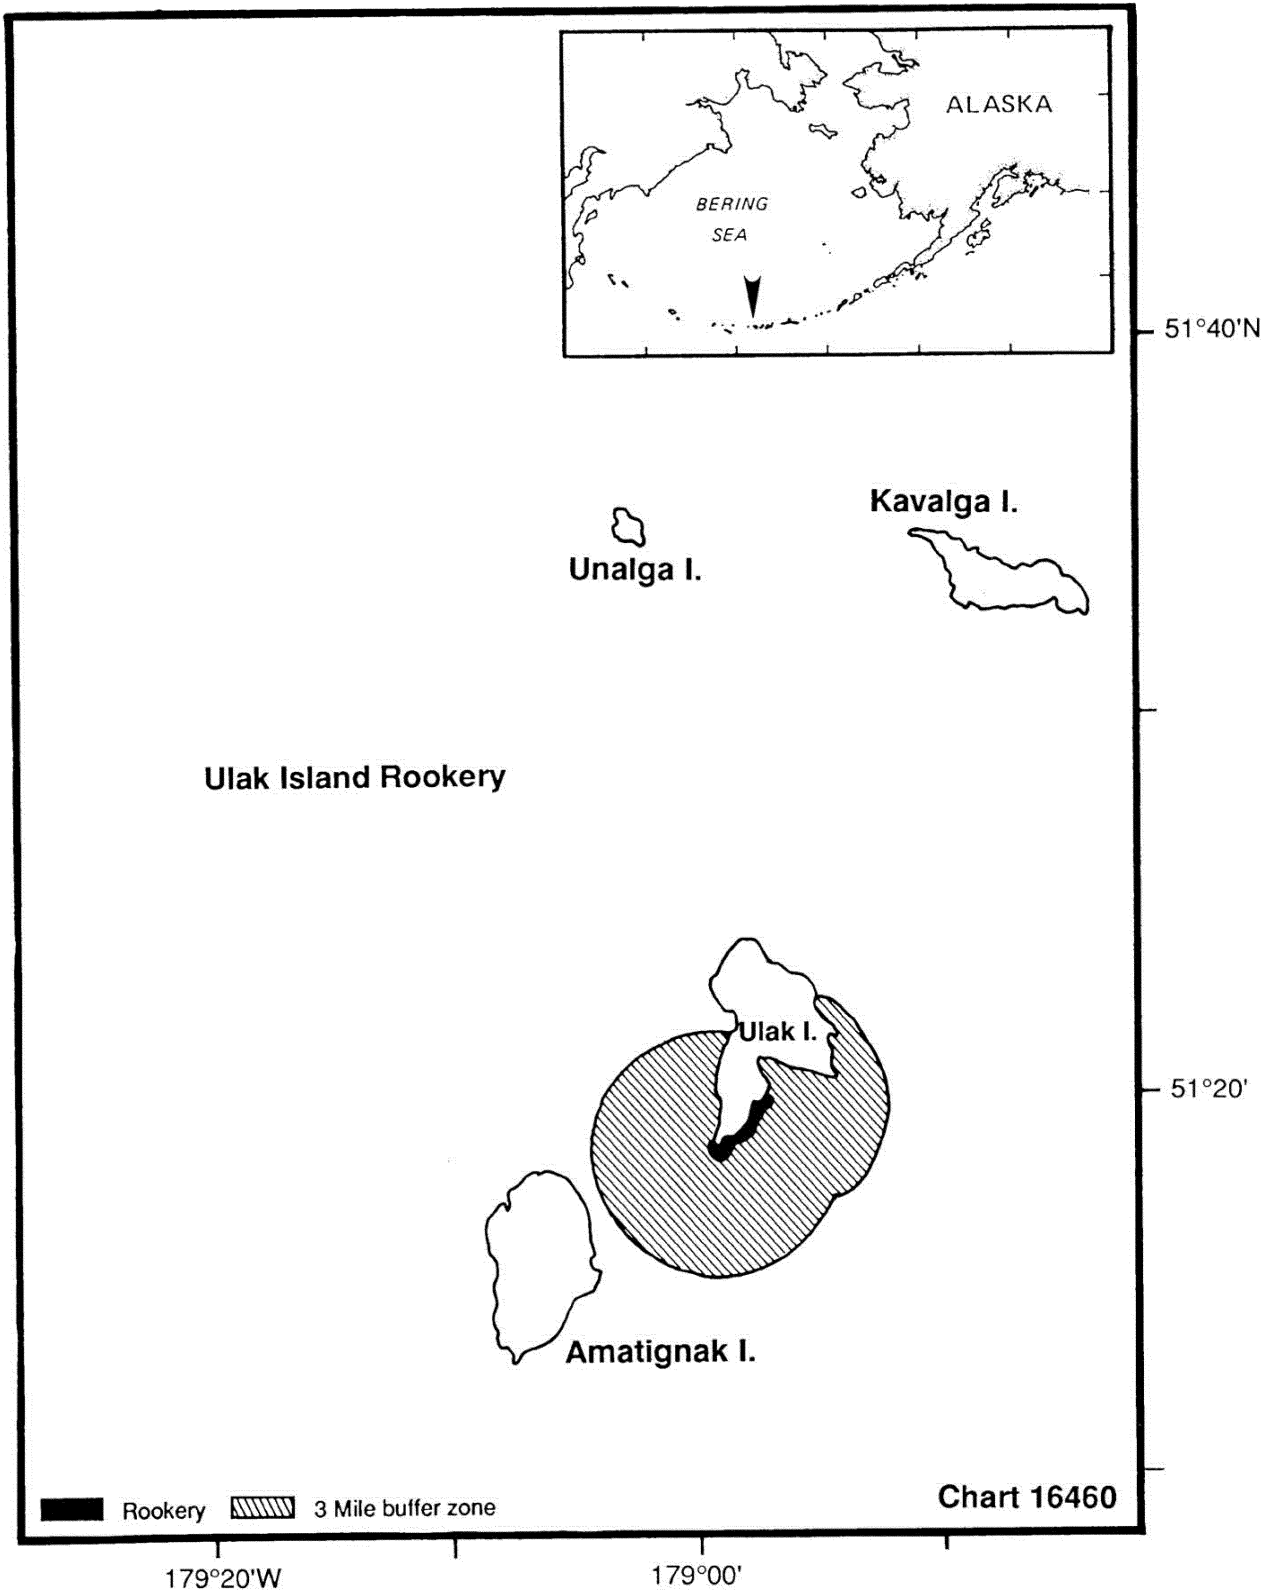 ALASKA
BERING
SEA
51°40'N
Kavalga I.
Unalga I.
Ulak Island Rookery
Ulak I.
51°20'
Amatignak I.
Rookery
3 Mile buffer zone
Chart 16460
179°20'W
179°00'